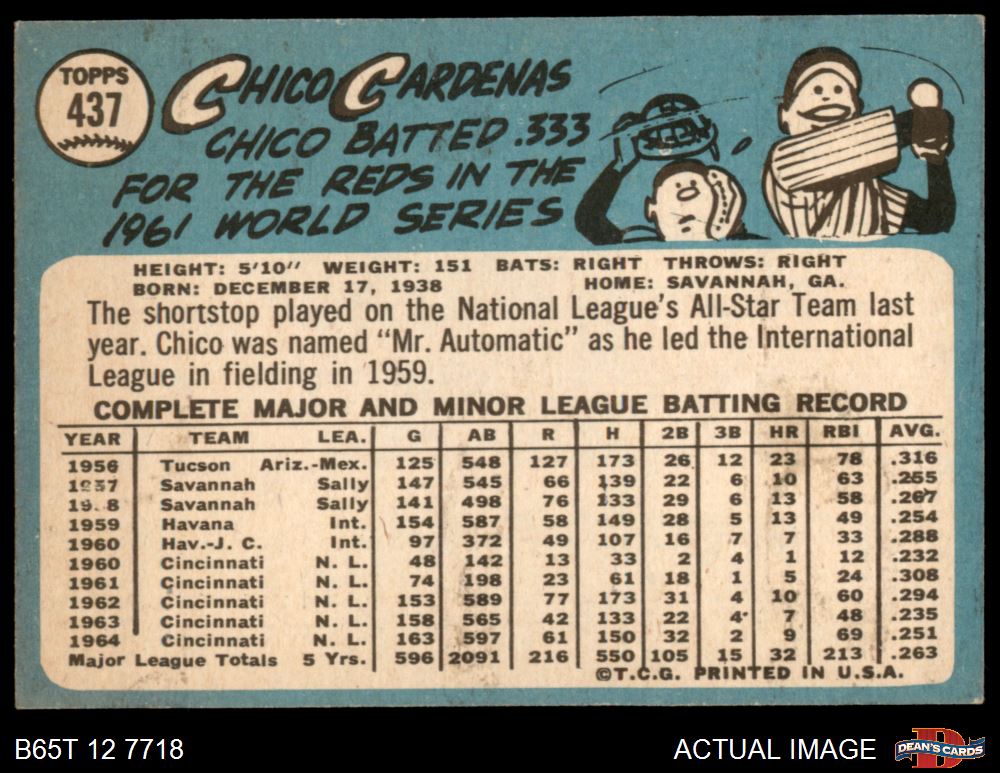 TOPPS
437
CHICO CARDENAS
CHICO BATTED .333
FOR THE REDS IN THE
1961 WORLD SERIES
HEIGHT: 5'10" WEIGHT: 151 BATS: RIGHT THROWS: RIGHT
BORN: DECEMBER 17, 1938 HOME: SAVANNAH, GA.
The shortstop played on the National League's All-Star Team last
year. Chico was named "Mr. Automatic" as he led the International
League in fielding in 1959.
COMPLETE MAJOR AND MINOR LEAGUE BATTING RECORD
YEAR TEAM LEA. G AB R H 2B 3B HR RBI AVG.
1956 Tucson Ariz.-Mex. 125 548 127 173 26 12 23 78 .316
1957 Savannah Sally 147 545 66 139 22 6 10 63 .255
19 8 Savannah Sally 141 498 76 133 29 6 13 58 .267
1959 Havana Int. 154 587 58 149 28 5 13 49 .254
1960 Hav.-J. C. Int. 97 372 49 107 16 7 7 33 .288
1960 Cincinnati N. L. 48 142 13 33 2 4 1 12 .232
1961 Cincinnati N. L. 74 198 23 61 18 1 5 24 .308
1962 Cincinnati N. L. 153 589 77 173 31 4 10 60 .294
1963 Cincinnati N. L. 158 565 42 133 22 4 7 48 .235
1964 Cincinnati N. L. 163 597 61 150 32 2 9 69 .251
Major League Totals 5 Yrs. 596 2091 216 550 105 15 32 213 .263
©T.C.G. PRINTED IN U.S.A.
B65T 12 7718
ACTUAL IMAGE
DEAN'S CARDS